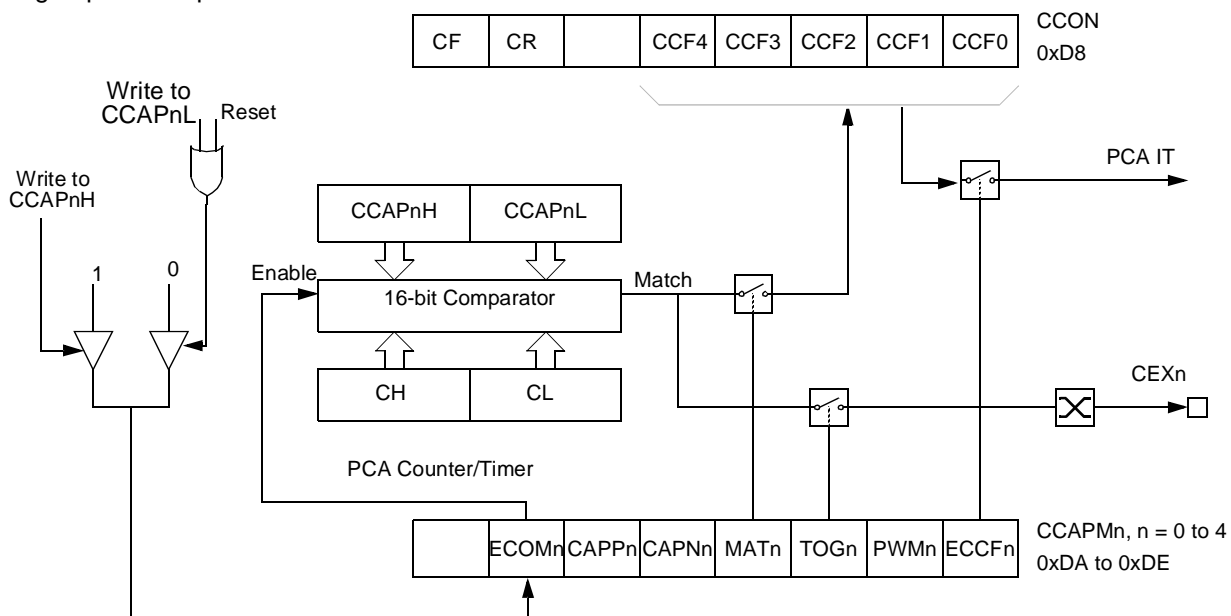 CCON
CF CR CCF4 CCF3 CCF2 CCF1 CCF0
0xD8
Write to
CCAPnL
Reset
PCA IT
Write to
CCAPnH
CCAPnH CCAPnL
1 0
Enable
Match
16-bit Comparator
CH CL
CEXn
PCA Counter/Timer
ECOMn CAPPn CAPNn MATn TOGn PWMn ECCFn
CCAPMn, n = 0 to 4
0xDA to 0xDE